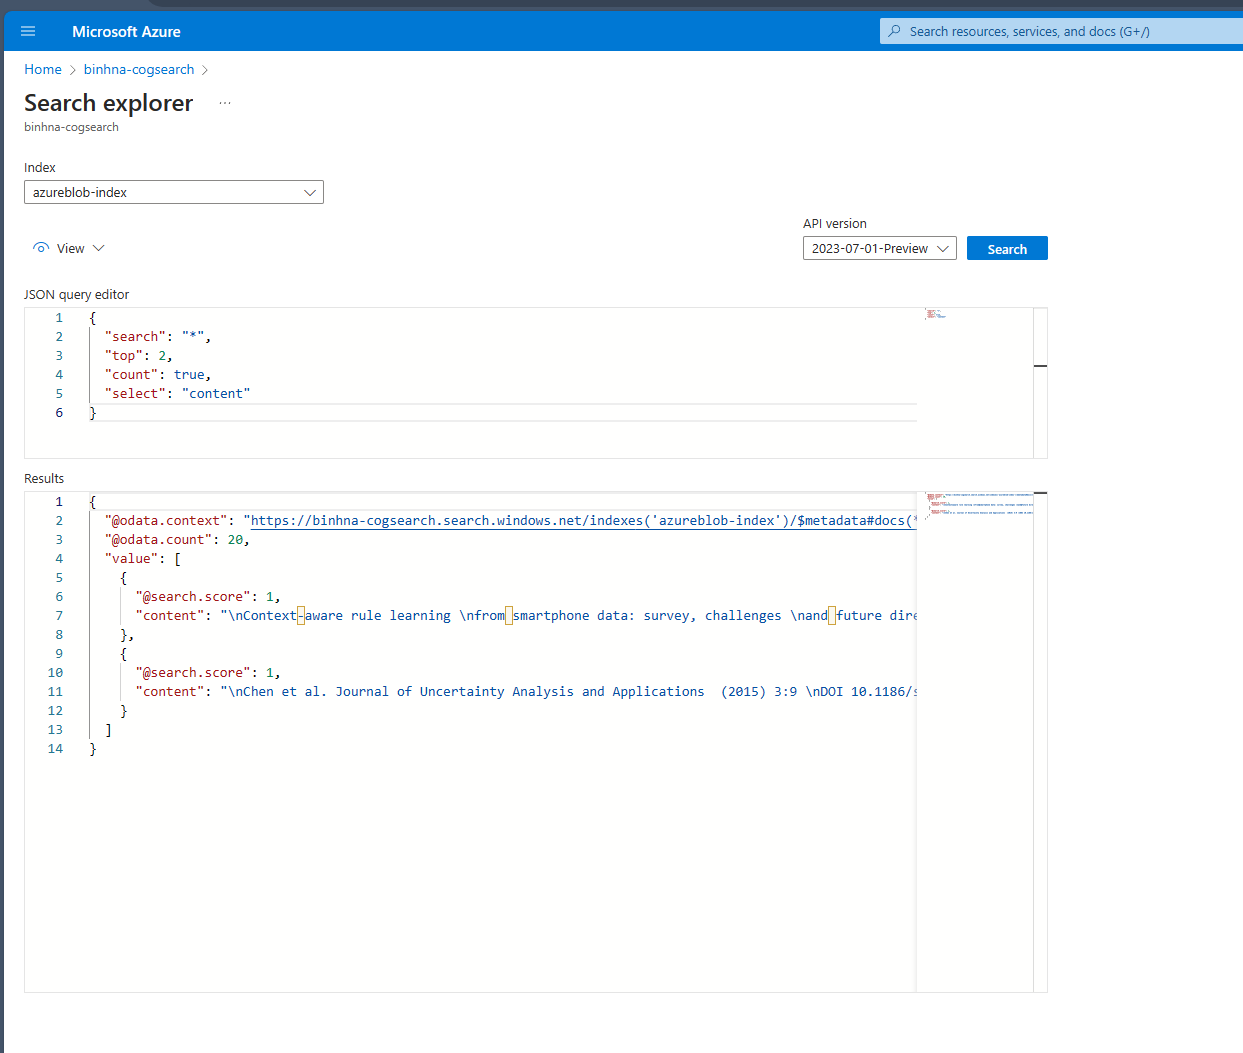 Microsoft Azure
Search resources, services, and docs (G+/)
Home > binhna-cogsearch >
Search explorer ...
binhna-cogsearch
Index
azureblob-index
API version
View
2023-07-01-Preview
Search
JSON query editor
1 {
2 "search": "*",
3 "top": 2,
4 "count": true,
5 "select": "content"
6 }
Results
1 {
2 "@odata.context": "https://binhna-cogsearch.search.windows.net/indexes('azureblob-index')/$metadata#docs(*
3 "@odata.count": 20,
4 "value": [
5 {
6 "@search.score": 1,
7 "content": "\nContext-aware rule learning \nfrom smartphone data: survey, challenges \nand future dire
8 },
9 {
10 "@search.score": 1,
11 "content": "\nChen et al. Journal of Uncertainty Analysis and Applications  (2015) 3:9 \nDOI 10.1186/s
12 }
13 ]
14 }